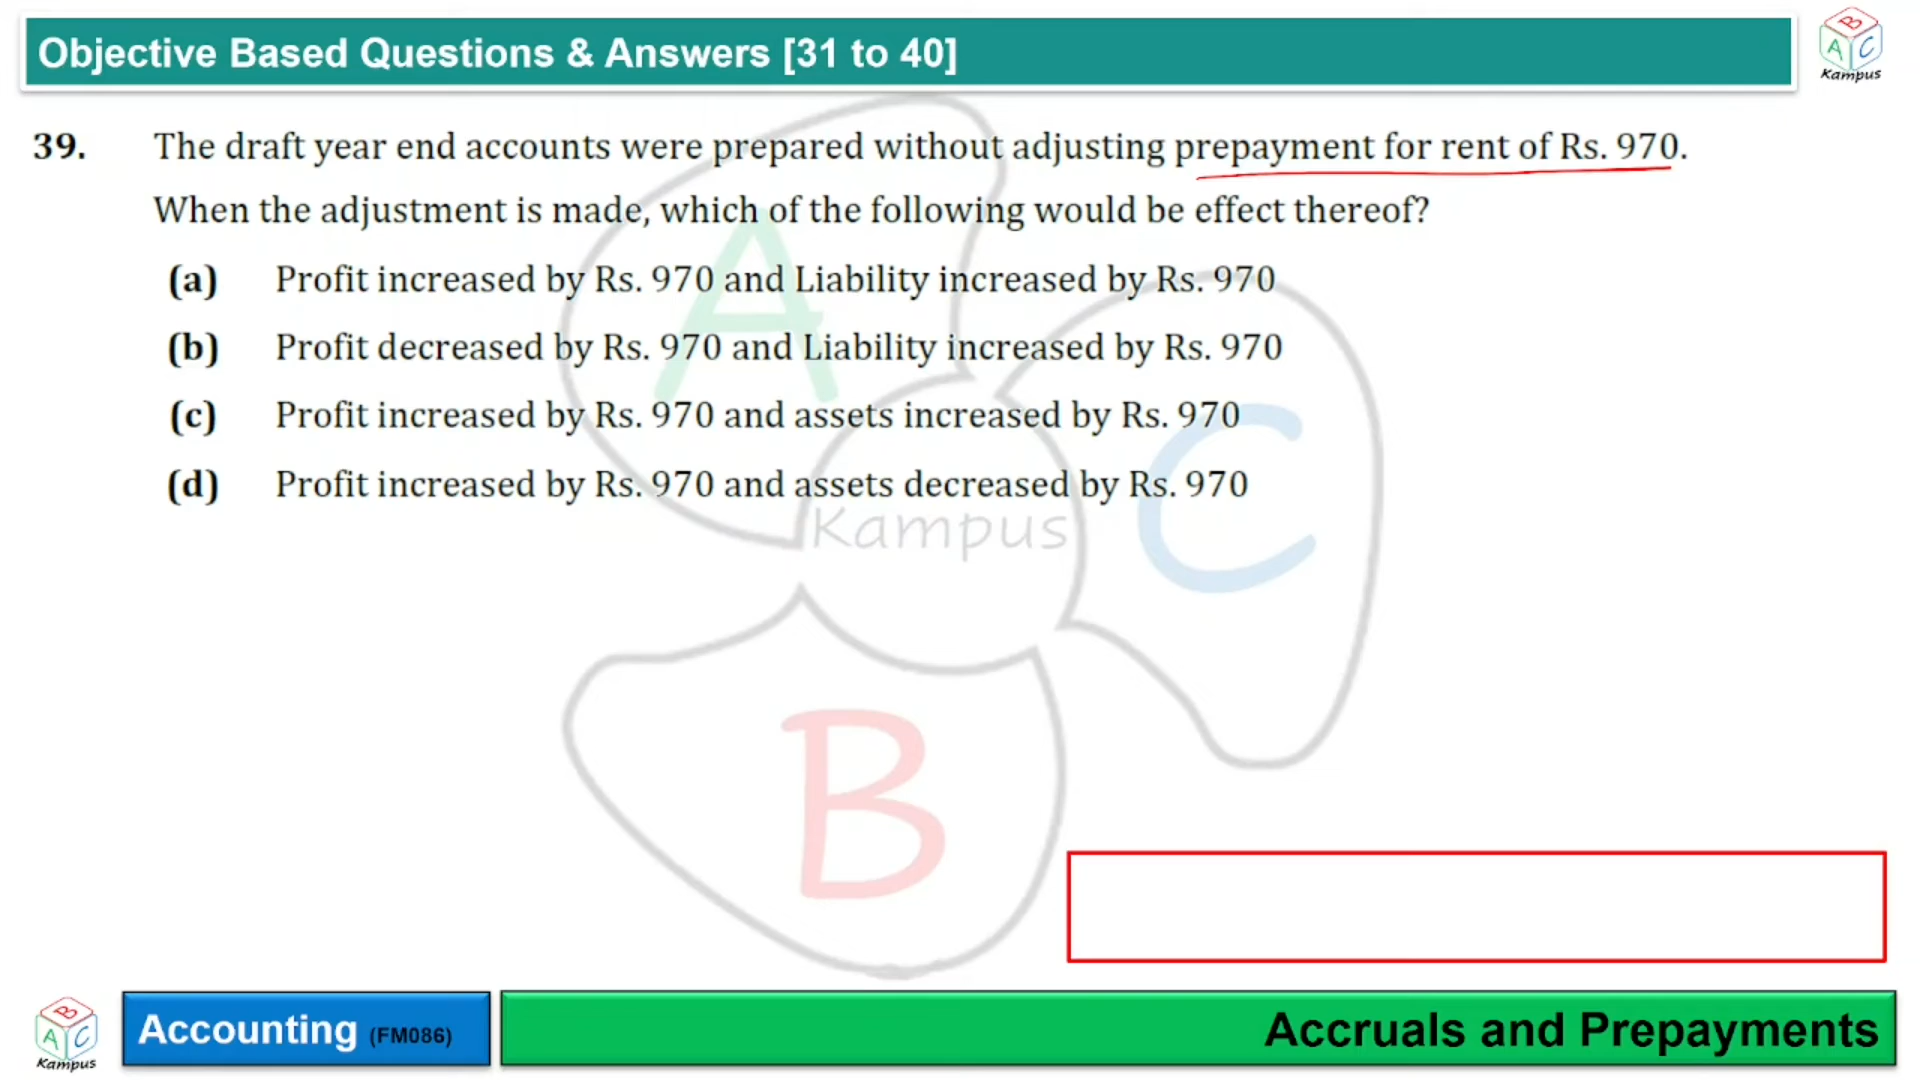 Objective Based Questions & Answers [31 to 40]
B
A C
Kampus
39. The draft year end accounts were prepared without adjusting prepayment for rent of Rs. 970.
When the adjustment is made, which of the following would be effect thereof?
(a) Profit increased by Rs. 970 and Liability increased by Rs. 970
(b) Profit decreased by Rs. 970 and Liability increased by Rs. 970
(c) Profit increased by Rs. 970 and assets increased by Rs. 970
(d) Profit increased by Rs. 970 and assets decreased by Rs. 970
A
Kampus
C
B
B
A C
Kampus
Accounting (FM086)
Accruals and Prepayments